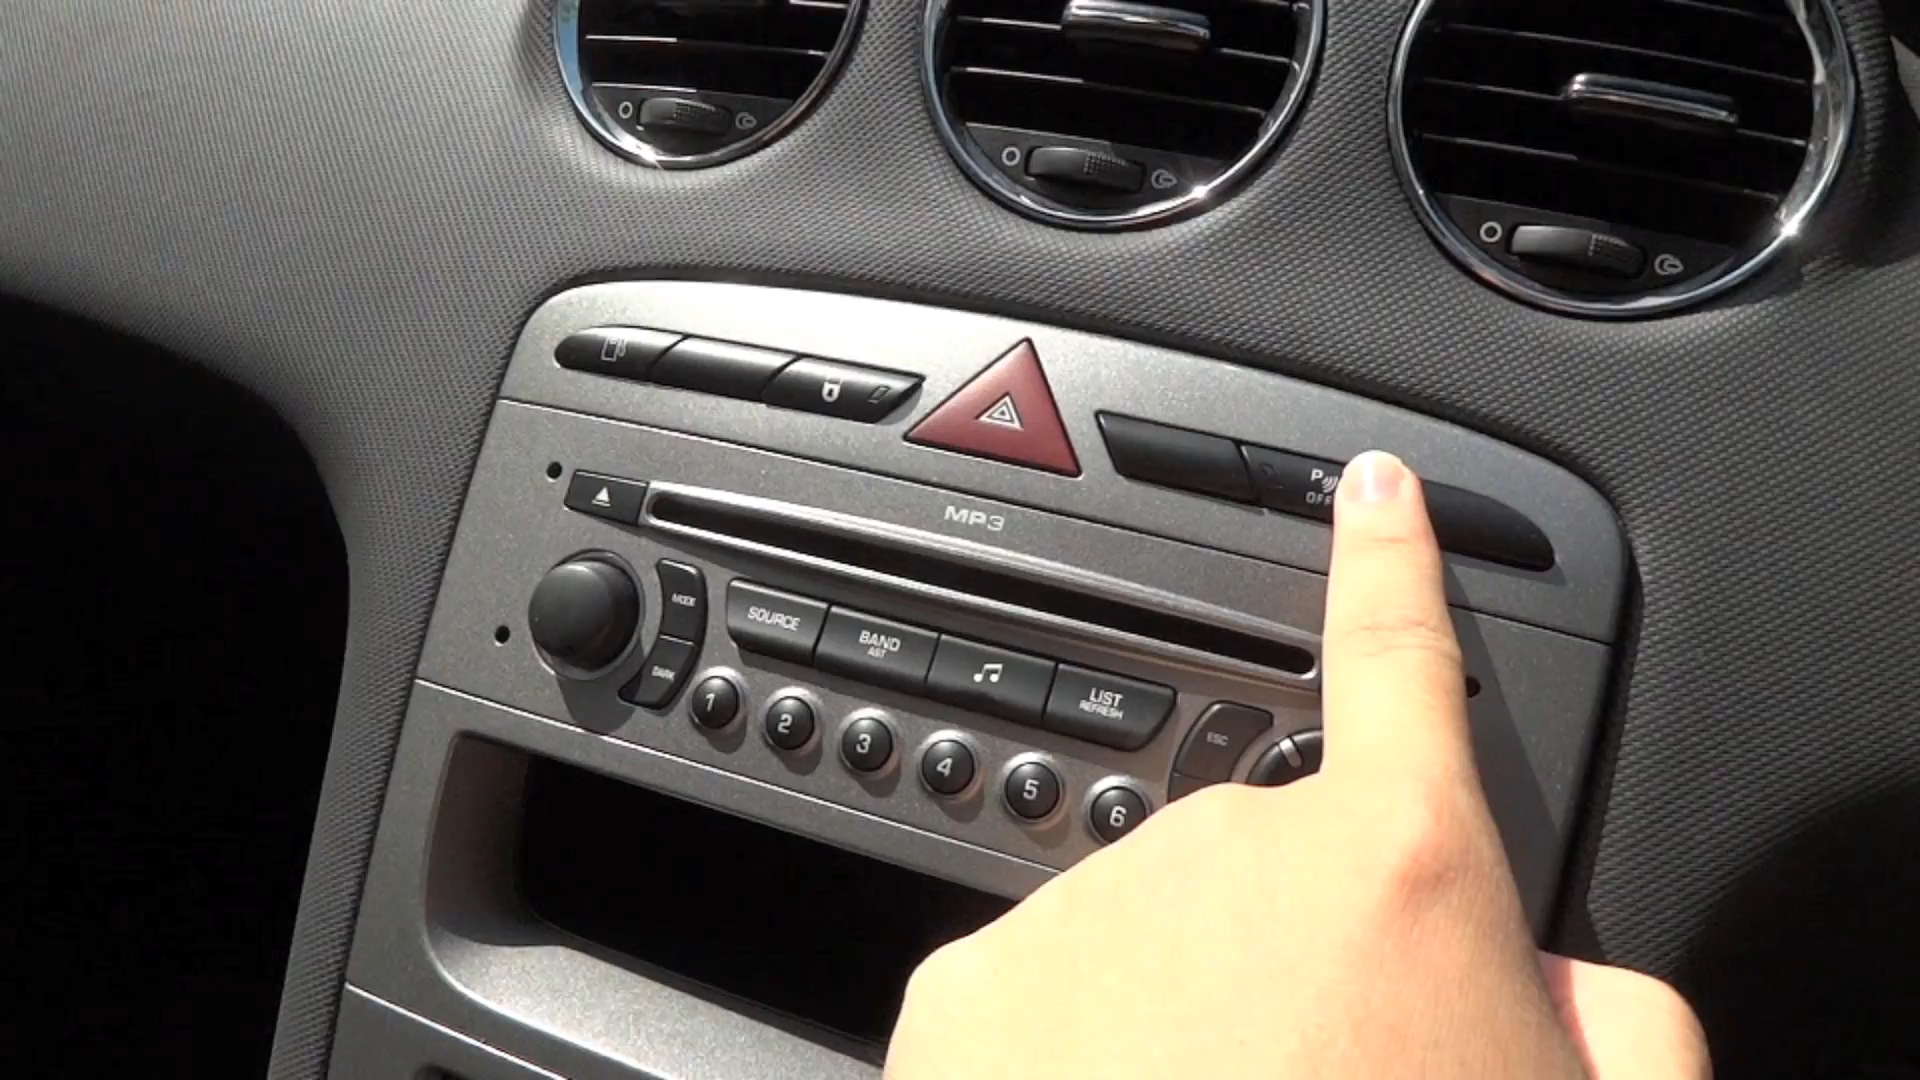 P
OFF
MP3
MODE
SOURCE
BAND
AST
LIST
REFRESH
DARK
ESC
1
2
3
4
5
6